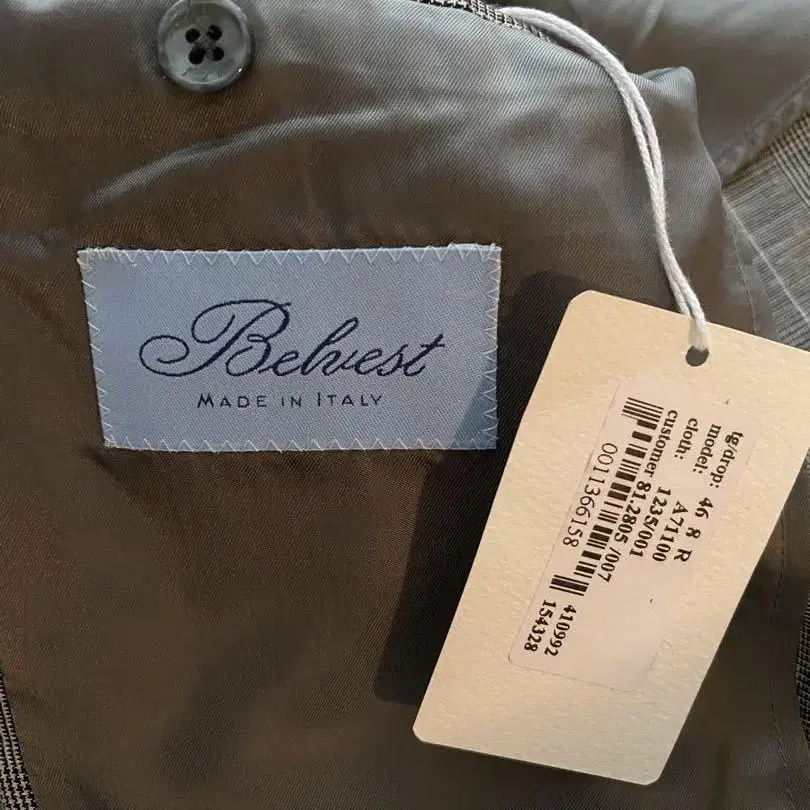 Belvest
MADE IN ITALY
tg/drop: 46 8 R
model: A71100
cloth: 1235/001
customer 81.2805 /007
0011366158
410992
154328